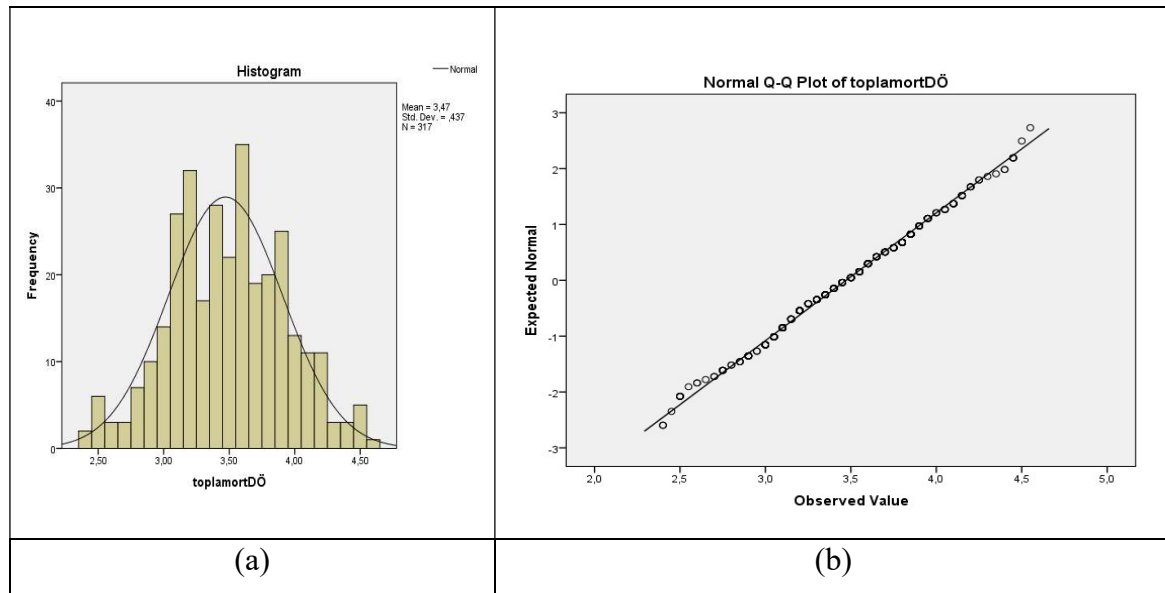 Histogram
Normal
Mean = 3,47
Std. Dev. = ,437
N = 317
40
30
20
10
0
Frequency
2,50 3,00 3,50 4,00 4,50
toplamortDÖ
(a)
Normal Q-Q Plot of toplamortDÖ
3
2
1
0
-1
-2
-3
Expected Normal
2,0 2,5 3,0 3,5 4,0 4,5 5,0
Observed Value
(b)